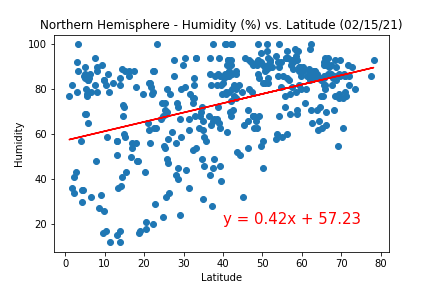 Northern Hemisphere - Humidity (%) vs. Latitude (02/15/21)
100
80
60
40
20
Humidity
y = 0.42x + 57.23
0 10 20 30 40 50 60 70 80
Latitude